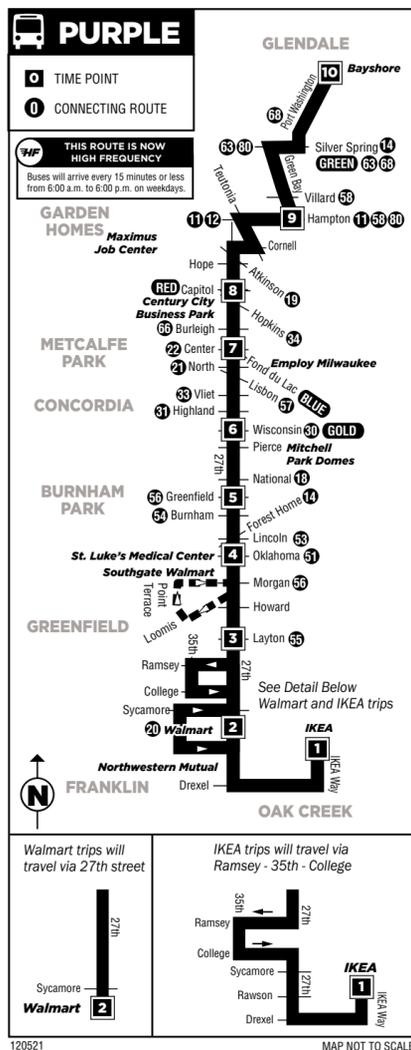 PURPLE
0 TIME POINT
0 CONNECTING ROUTE
HF THIS ROUTE IS NOW
HIGH FREQUENCY
Buses will arrive every 15 minutes or less
from 6:00 a.m. to 6:00 p.m. on weekdays.
GLENDALE
10 Bayshore
Port Washington
68
63 80
Silver Spring 14
GREEN 63 68
Green Bay
Villard 58
Teutonia
11 12
9 Hampton 11 58 80
GARDEN
HOMES
Maximus
Job Center
Cornell
Hope
Atkinson
19
RED Capitol 8
Century City
Business Park
Hopkins
34
66 Burleigh
METCALFE
PARK
22 Center 7
Employ Milwaukee
Fond du Lac
BLUE
21 North
Lisbon
57
33 Vliet
CONCORDIA
31 Highland
6 Wisconsin 30 GOLD
Pierce Mitchell
Park Domes
27th
National 18
BURNHAM
PARK
56 Greenfield 5
Forest Home
14
54 Burnham
Lincoln 53
St. Luke's Medical Center 4 Oklahoma 51
Southgate Walmart
Morgan 56
Point
Terrace
Howard
Loomis
GREENFIELD
3 Layton 55
35th
27th
Ramsey
College
See Detail Below
Walmart and IKEA trips
Sycamore
20 Walmart 2
IKEA
1
IKEA Way
Northwestern Mutual
N
FRANKLIN
Drexel
OAK CREEK
Walmart trips will
travel via 27th street
27th
Sycamore
Walmart 2
IKEA trips will travel via
Ramsey - 35th - College
35th
27th
Ramsey
College
Sycamore
27th
Rawson
IKEA
1
IKEA Way
Drexel
120521
MAP NOT TO SCALE